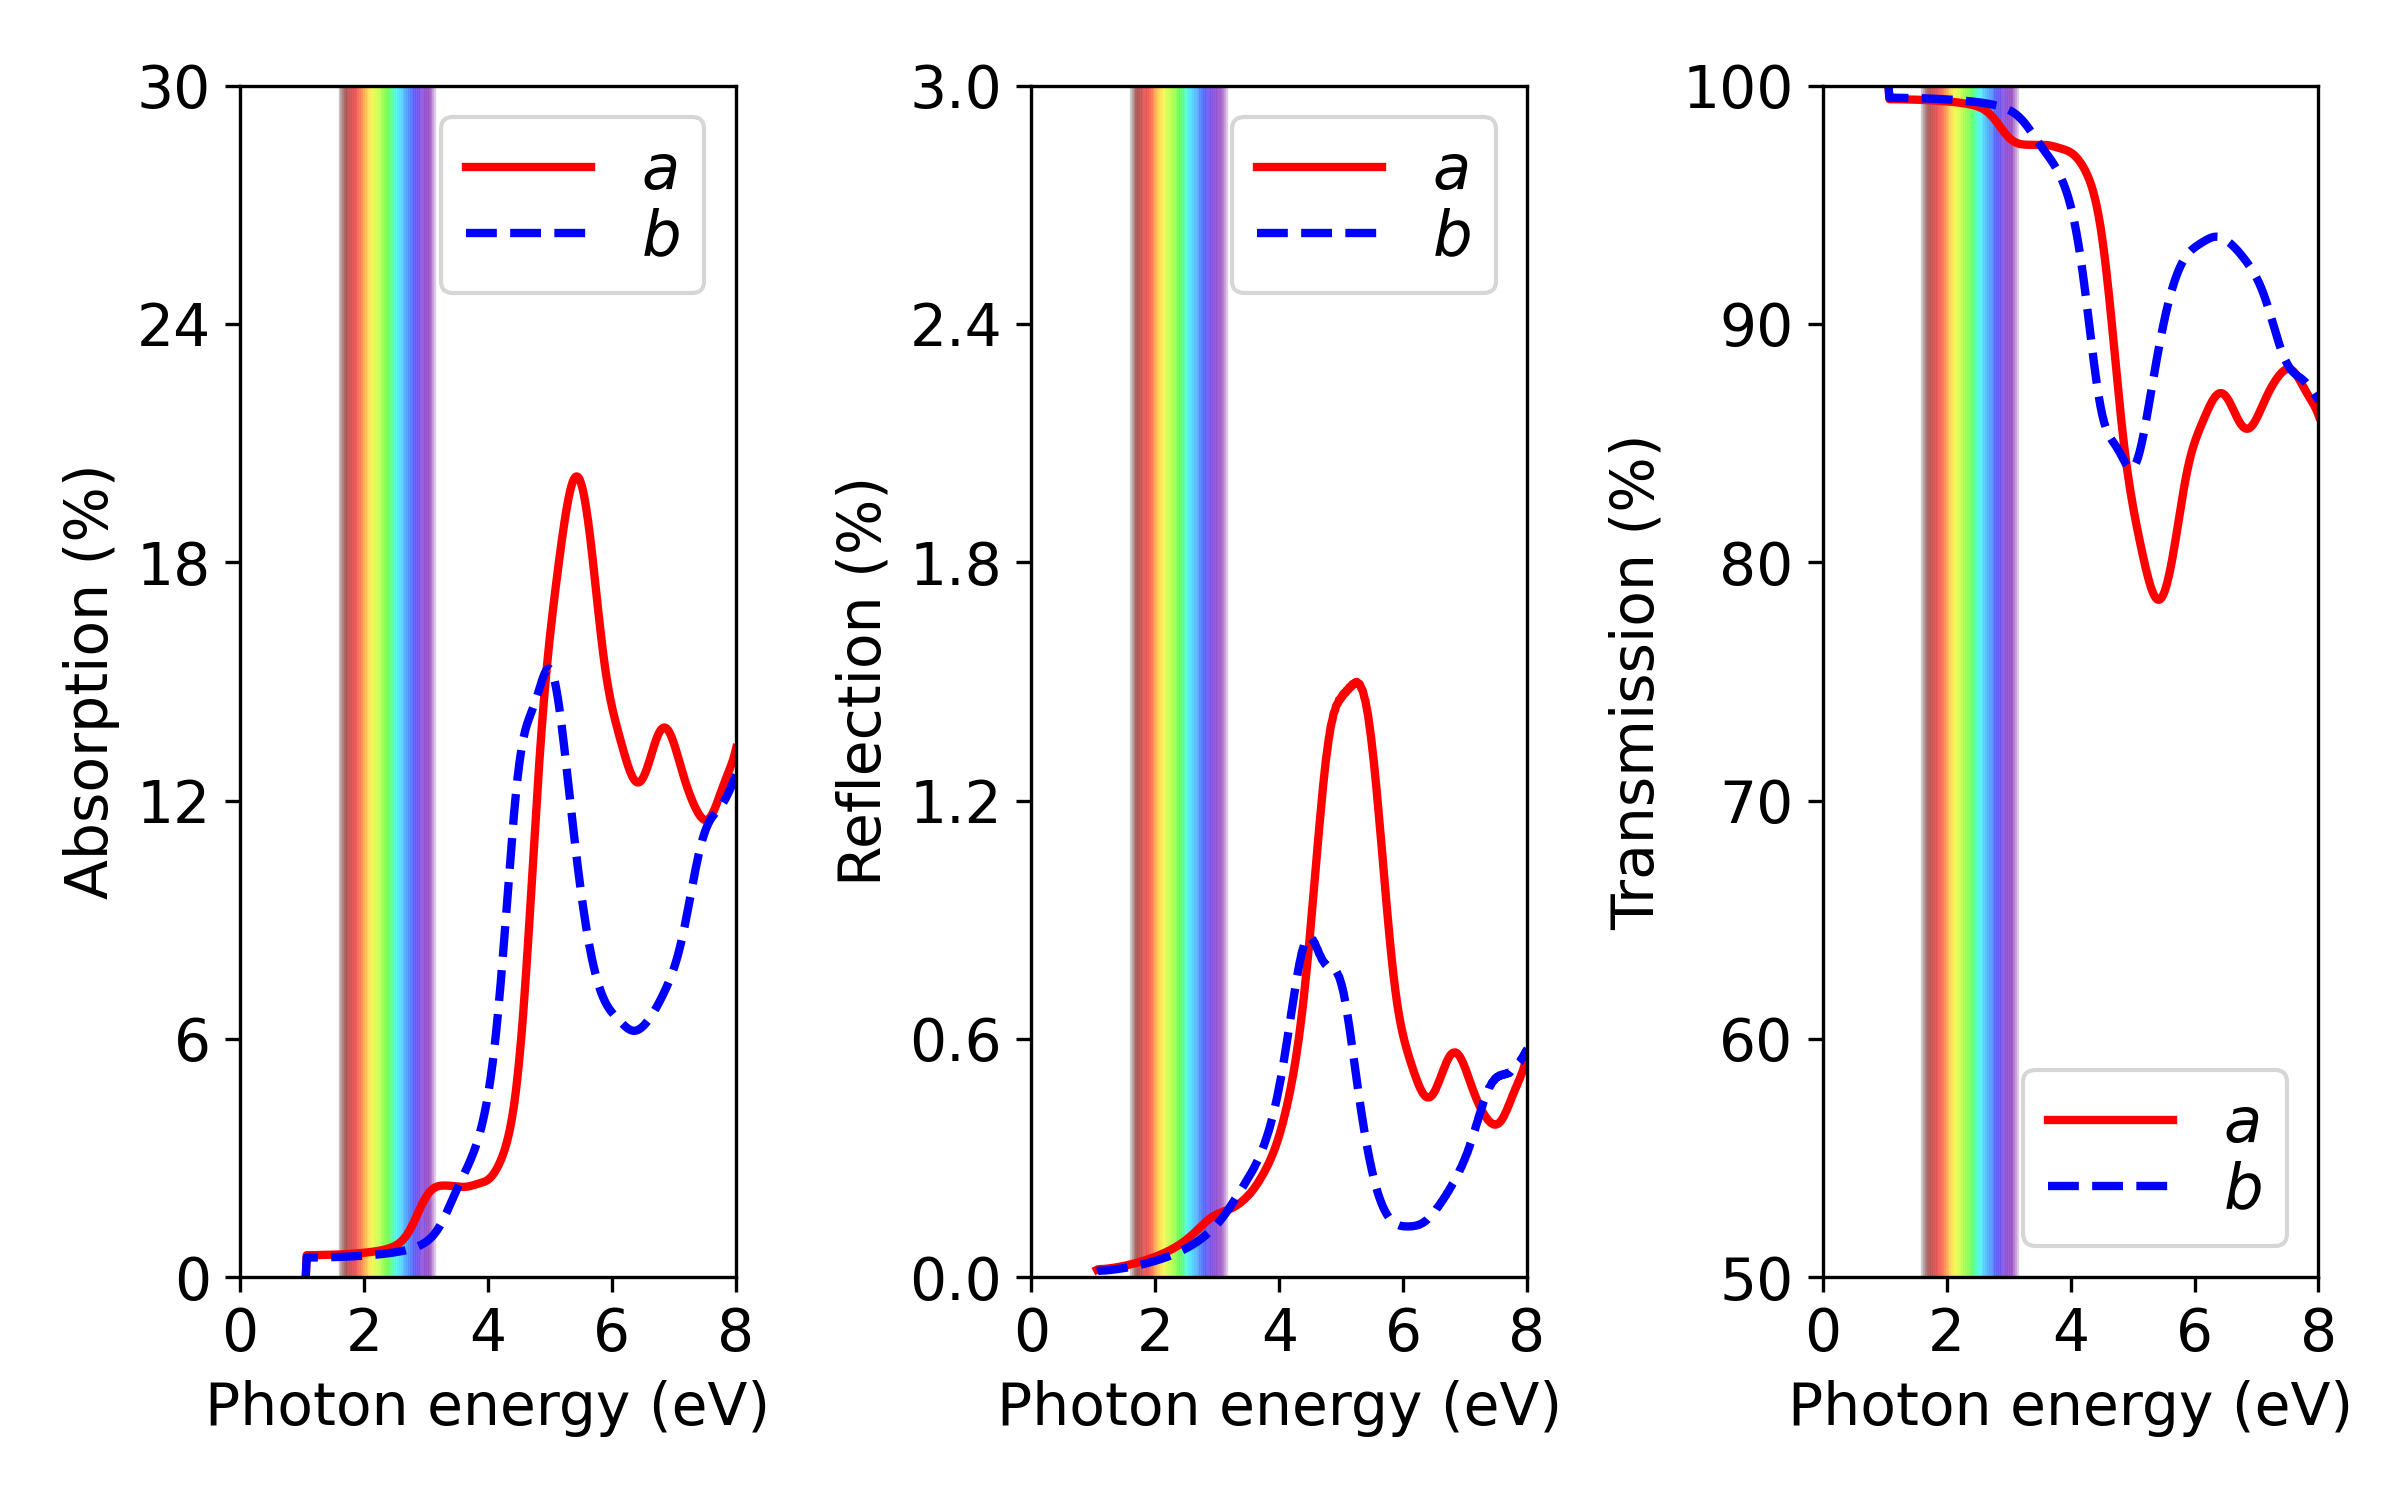 30
24
18
12
6
0
0 2 4 6 8
Absorption (%)
Photon energy (eV)
a
b
3.0
2.4
1.8
1.2
0.6
0.0
0 2 4 6 8
Reflection (%)
Photon energy (eV)
a
b
100
90
80
70
60
50
0 2 4 6 8
Transmission (%)
Photon energy (eV)
a
b